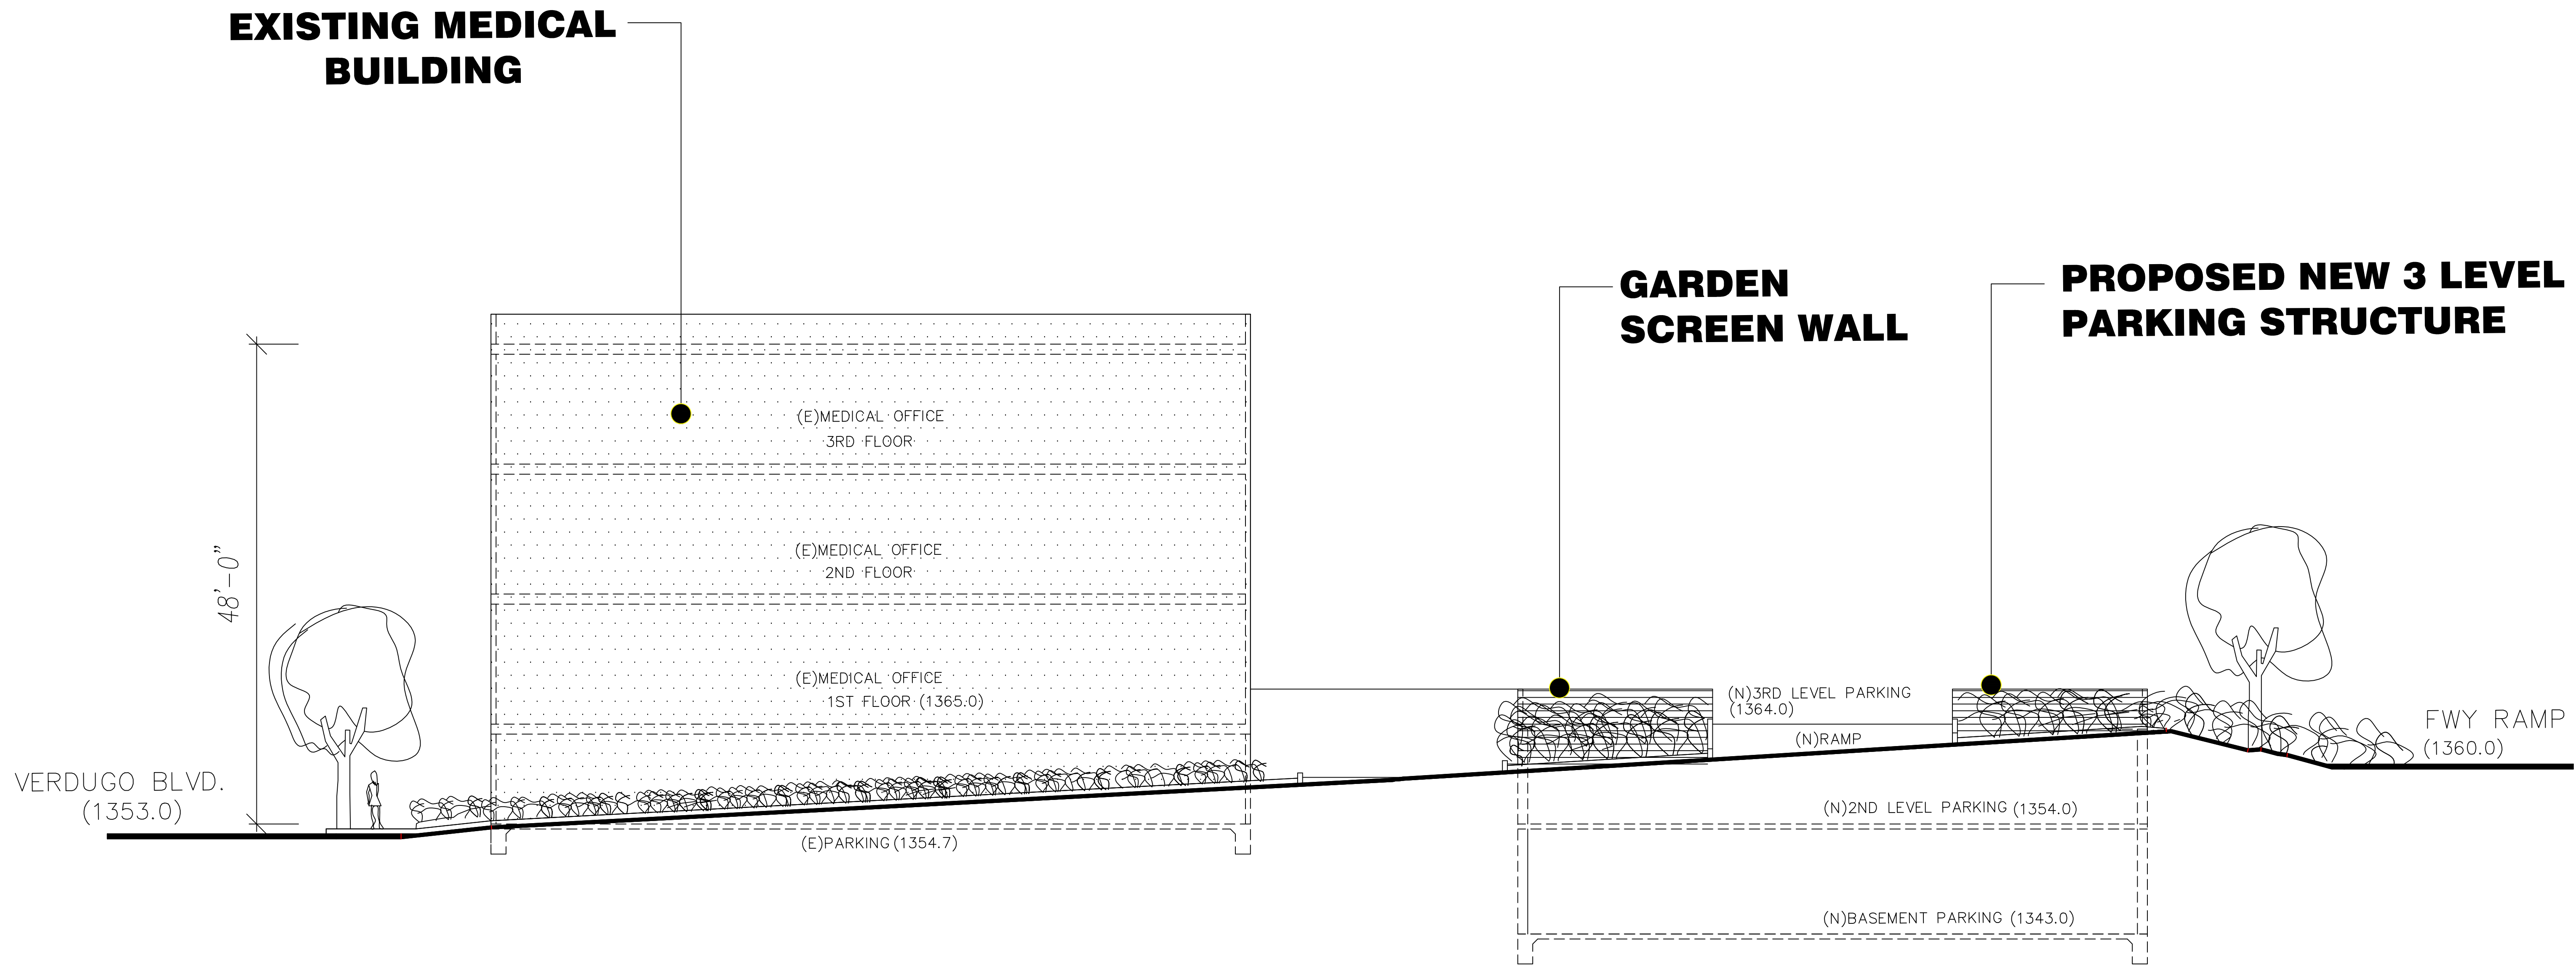 EXISTING MEDICAL
BUILDING
GARDEN
SCREEN WALL
PROPOSED NEW 3 LEVEL
PARKING STRUCTURE
48'-0"
(E)MEDICAL OFFICE
3RD FLOOR
(E)MEDICAL OFFICE
2ND FLOOR
(E)MEDICAL OFFICE
1ST FLOOR (1365.0)
(E)PARKING (1354.7)
VERDUGO BLVD.
(1353.0)
(N)3RD LEVEL PARKING
(1364.0)
(N)RAMP
(N)2ND LEVEL PARKING (1354.0)
(N)BASEMENT PARKING (1343.0)
FWY RAMP
(1360.0)